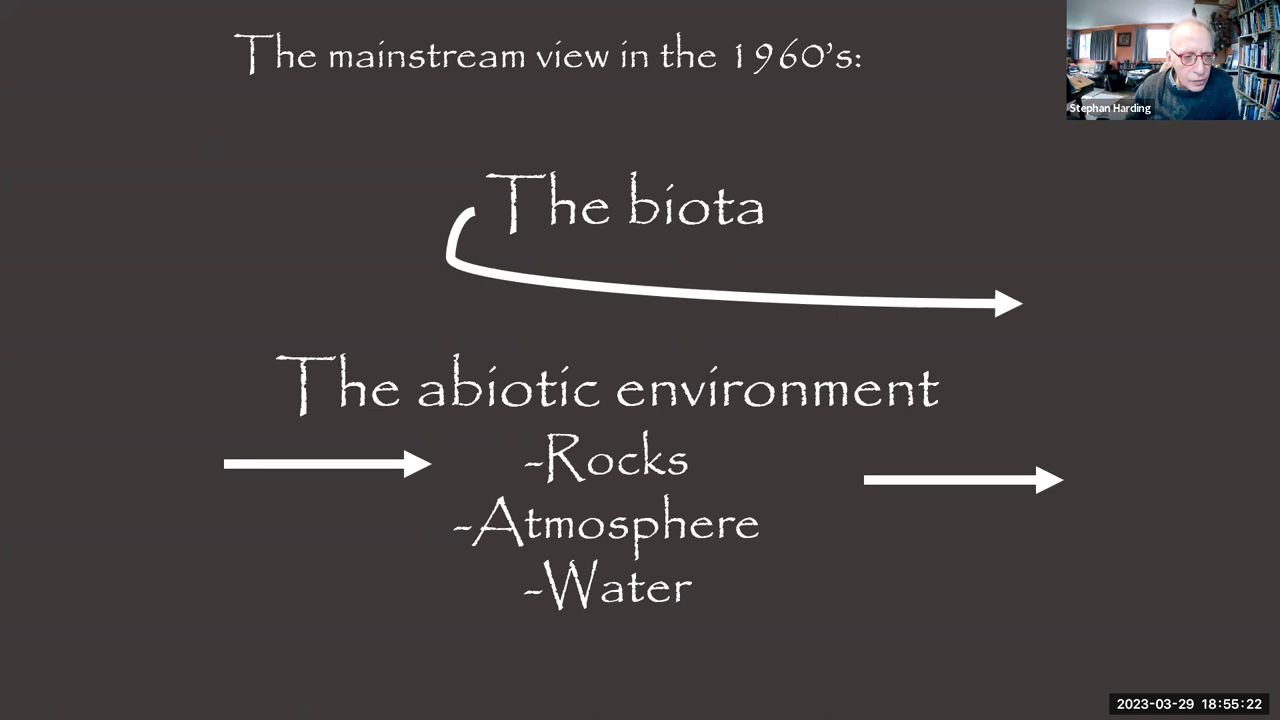 The mainstream view in the 1960's:
Stephan Harding
The biota
The abiotic environment
-Rocks
-Atmosphere
-Water
2023-03-29 18:55:22